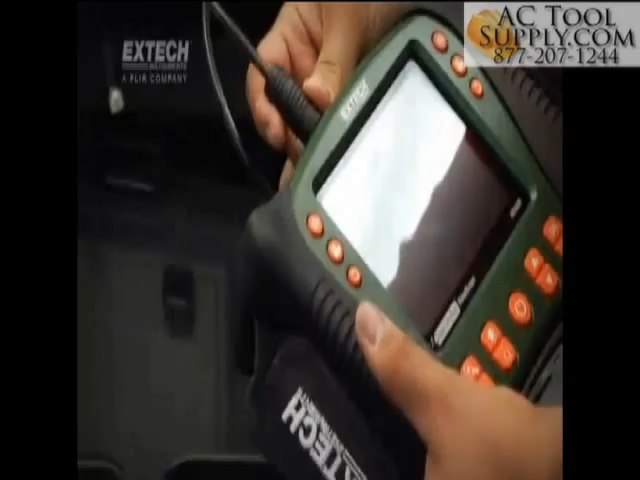 EXTECH
INSTRUMENTS
A FLIR COMPANY
AC TOOL
SUPPLY.COM
877-207-1244
EXTECH
EXTECH